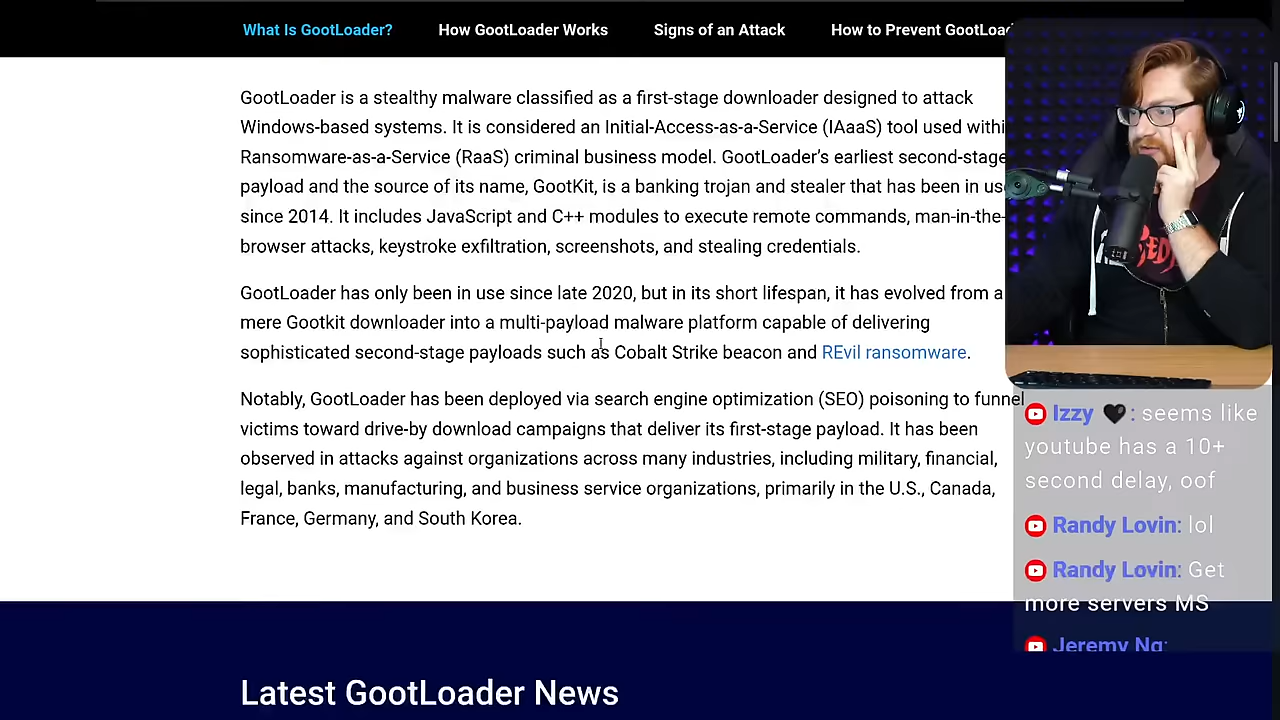 What Is GootLoader? How GootLoader Works Signs of an Attack How to Prevent GootLoad
GootLoader is a stealthy malware classified as a first-stage downloader designed to attack
Windows-based systems. It is considered an Initial-Access-as-a-Service (IAaaS) tool used withi
Ransomware-as-a-Service (RaaS) criminal business model. GootLoader’s earliest second-stage
payload and the source of its name, GootKit, is a banking trojan and stealer that has been in use
since 2014. It includes JavaScript and C++ modules to execute remote commands, man-in-the-
browser attacks, keystroke exfiltration, screenshots, and stealing credentials.
GootLoader has only been in use since late 2020, but in its short lifespan, it has evolved from a
mere Gootkit downloader into a multi-payload malware platform capable of delivering
sophisticated second-stage payloads such as Cobalt Strike beacon and REvil ransomware.
Notably, GootLoader has been deployed via search engine optimization (SEO) poisoning to funnel
victims toward drive-by download campaigns that deliver its first-stage payload. It has been
observed in attacks against organizations across many industries, including military, financial,
legal, banks, manufacturing, and business service organizations, primarily in the U.S., Canada,
France, Germany, and South Korea.
Latest GootLoader News
Izzy 🖤: seems like
youtube has a 10+
second delay, oof
Randy Lovin: lol
Randy Lovin: Get
more servers MS
Jeremy Ng: